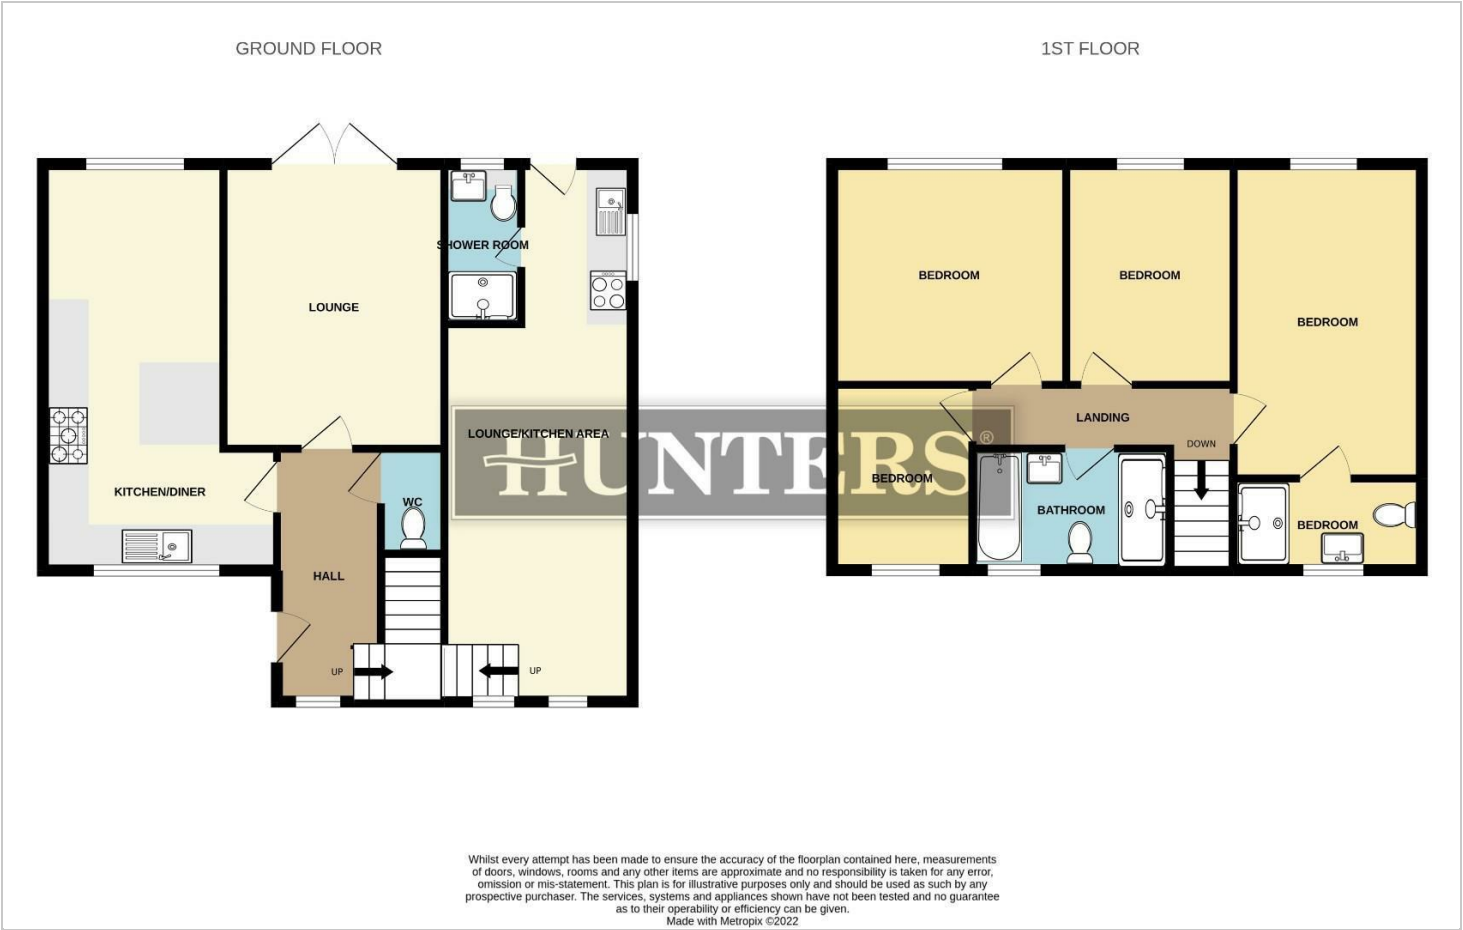 GROUND FLOOR
1ST FLOOR
SHOWER ROOM
LOUNGE
LOUNGE/KITCHEN AREA
KITCHEN/DINER
WC
HALL
UP
UP
BEDROOM
BEDROOM
BEDROOM
LANDING
DOWN
BEDROOM
BATHROOM
BEDROOM
HUNTERS®
Whilst every attempt has been made to ensure the accuracy of the floorplan contained here, measurements
of doors, windows, rooms and any other items are approximate and no responsibility is taken for any error,
omission or mis-statement. This plan is for illustrative purposes only and should be used as such by any
prospective purchaser. The services, systems and appliances shown have not been tested and no guarantee
as to their operability or efficiency can be given.
Made with Metropix ©2022